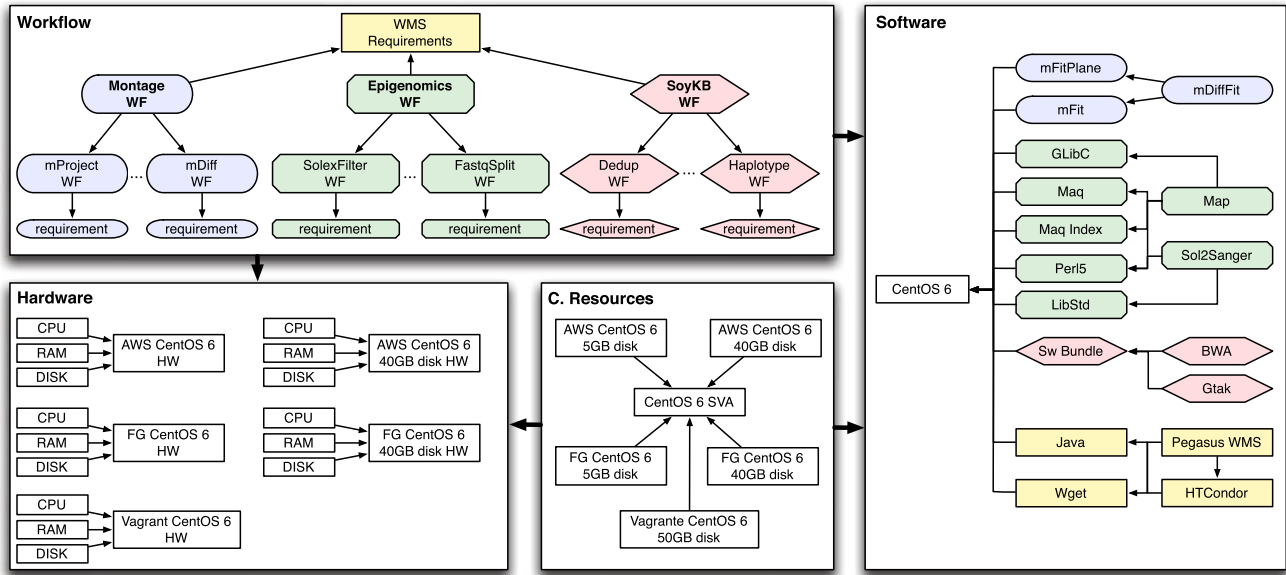 Workflow
WMS
Requirements
Montage
WF
Epigenomics
WF
SoyKB
WF
mProject
WF
...
mDiff
WF
SolexFilter
WF
...
FastqSplit
WF
Dedup
WF
...
Haplotype
WF
requirement
requirement
requirement
requirement
requirement
requirement
Hardware
CPU
RAM
DISK
AWS CentOS 6
HW
CPU
RAM
DISK
AWS CentOS 6
40GB disk HW
CPU
RAM
DISK
FG CentOS 6
HW
CPU
RAM
DISK
FG CentOS 6
40GB disk HW
CPU
RAM
DISK
Vagrant CentOS 6
HW
C. Resources
AWS CentOS 6
5GB disk
AWS CentOS 6
40GB disk
CentOS 6 SVA
FG CentOS 6
5GB disk
FG CentOS 6
40GB disk
Vagrante CentOS 6
50GB disk
Software
mFitPlane
mDiffFit
mFit
GLibC
Maq
Map
Maq Index
Sol2Sanger
Perl5
CentOS 6
LibStd
Sw Bundle
BWA
Gtak
Java
Pegasus WMS
Wget
HTCondor